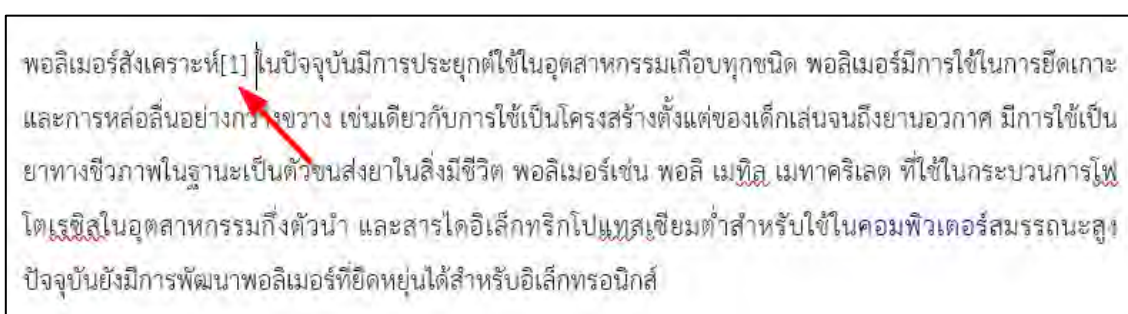 พอลิเมอร์สังเคราะห์[1] ในปัจจุบันมีการประยุกต์ใช้ในอุตสาหกรรมเกือบทุกชนิด พอลิเมอร์มีการใช้ในการยึดเกาะ
และการหล่อลื่นอย่างกว้างขวาง เช่นเดียวกับการใช้เป็นโครงสร้างตั้งแต่ของเด็กเล่นจนถึงยานอวกาศ มีการใช้เป็น
ยาทางชีวภาพในฐานะเป็นตัวขนส่งยาในสิ่งมีชีวิต พอลิเมอร์เช่น พอลิ เมทิล เมทาคริเลต ที่ใช้ในกระบวนการโฟ
โตเรซิสในอุตสาหกรรมกึ่งตัวนำ และสารไดอิเล็กทริกโปแทสเซียมต่ำสำหรับใช้ในคอมพิวเตอร์สมรรถนะสูง
ปัจจุบันยังมีการพัฒนาพอลิเมอร์ที่ยืดหยุ่นได้สำหรับอิเล็กทรอนิกส์